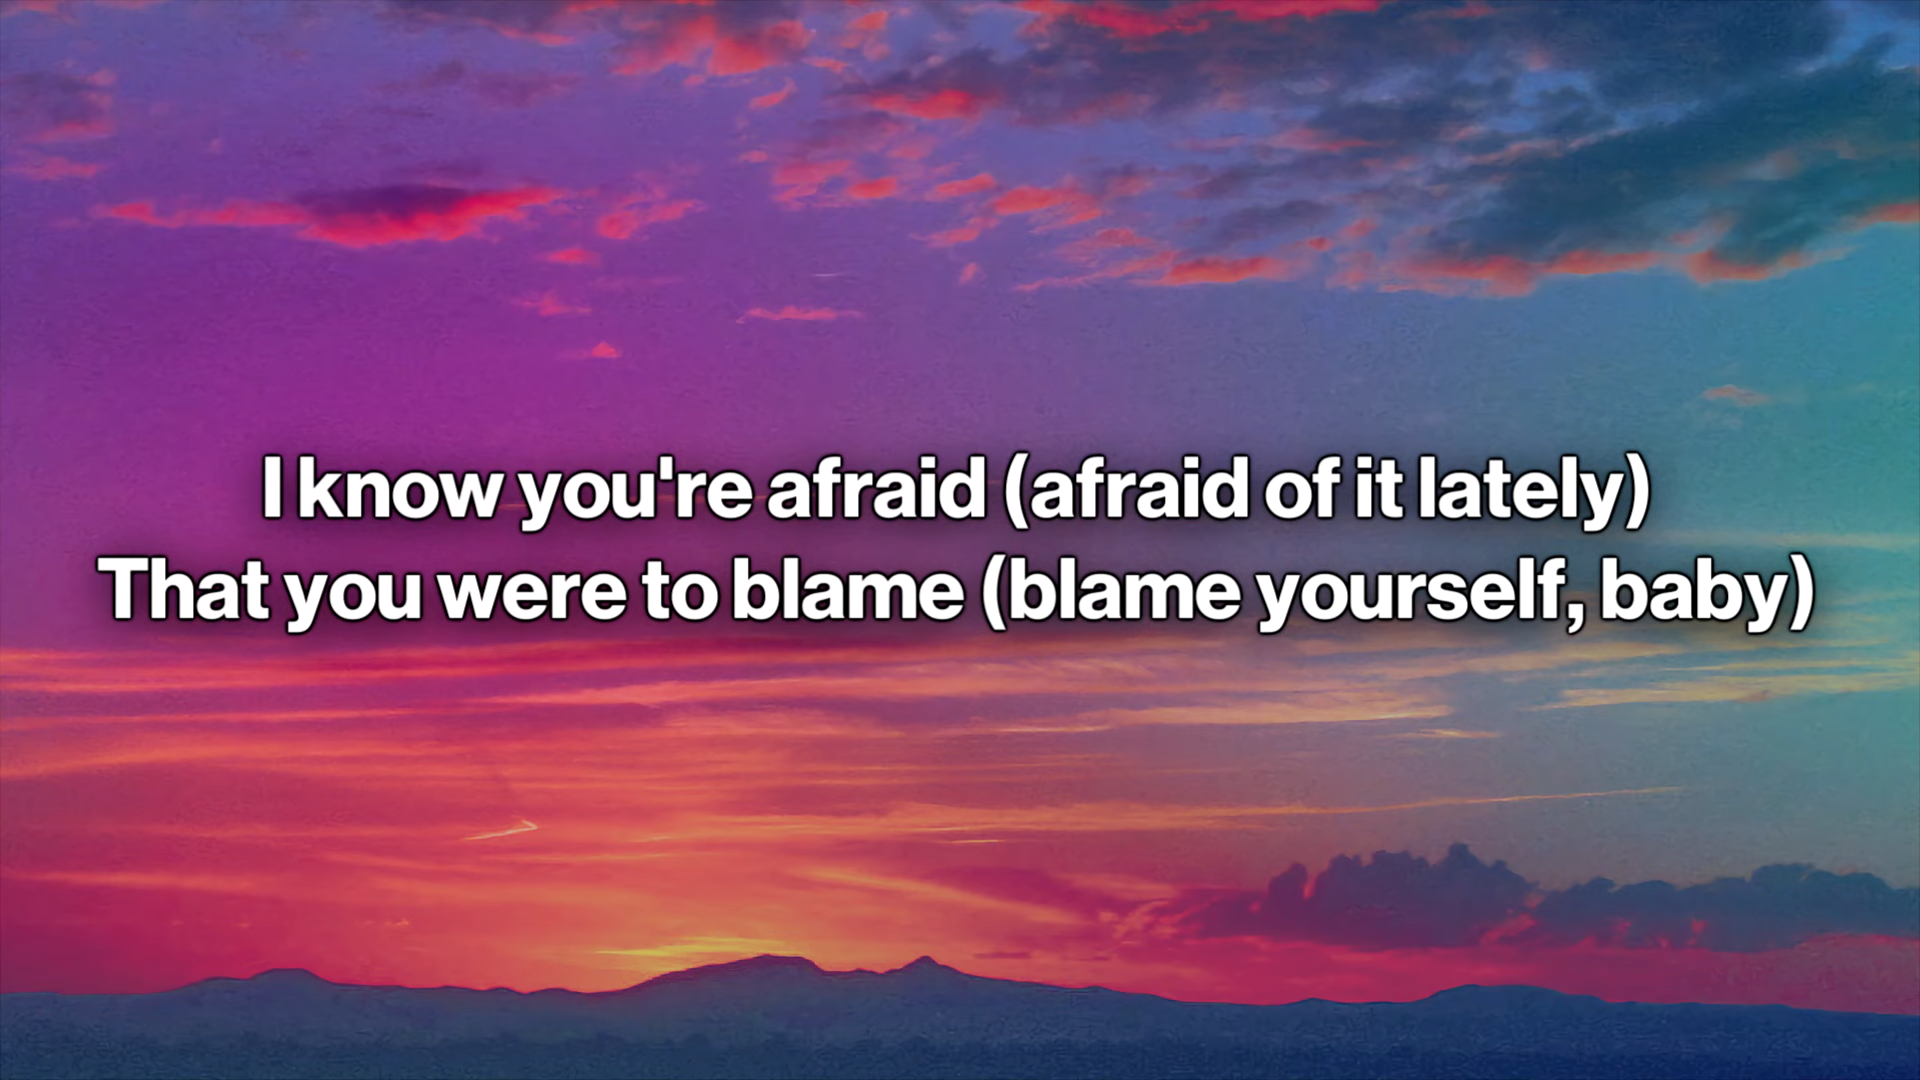 I know you're afraid (afraid of it lately)
That you were to blame (blame yourself, baby)